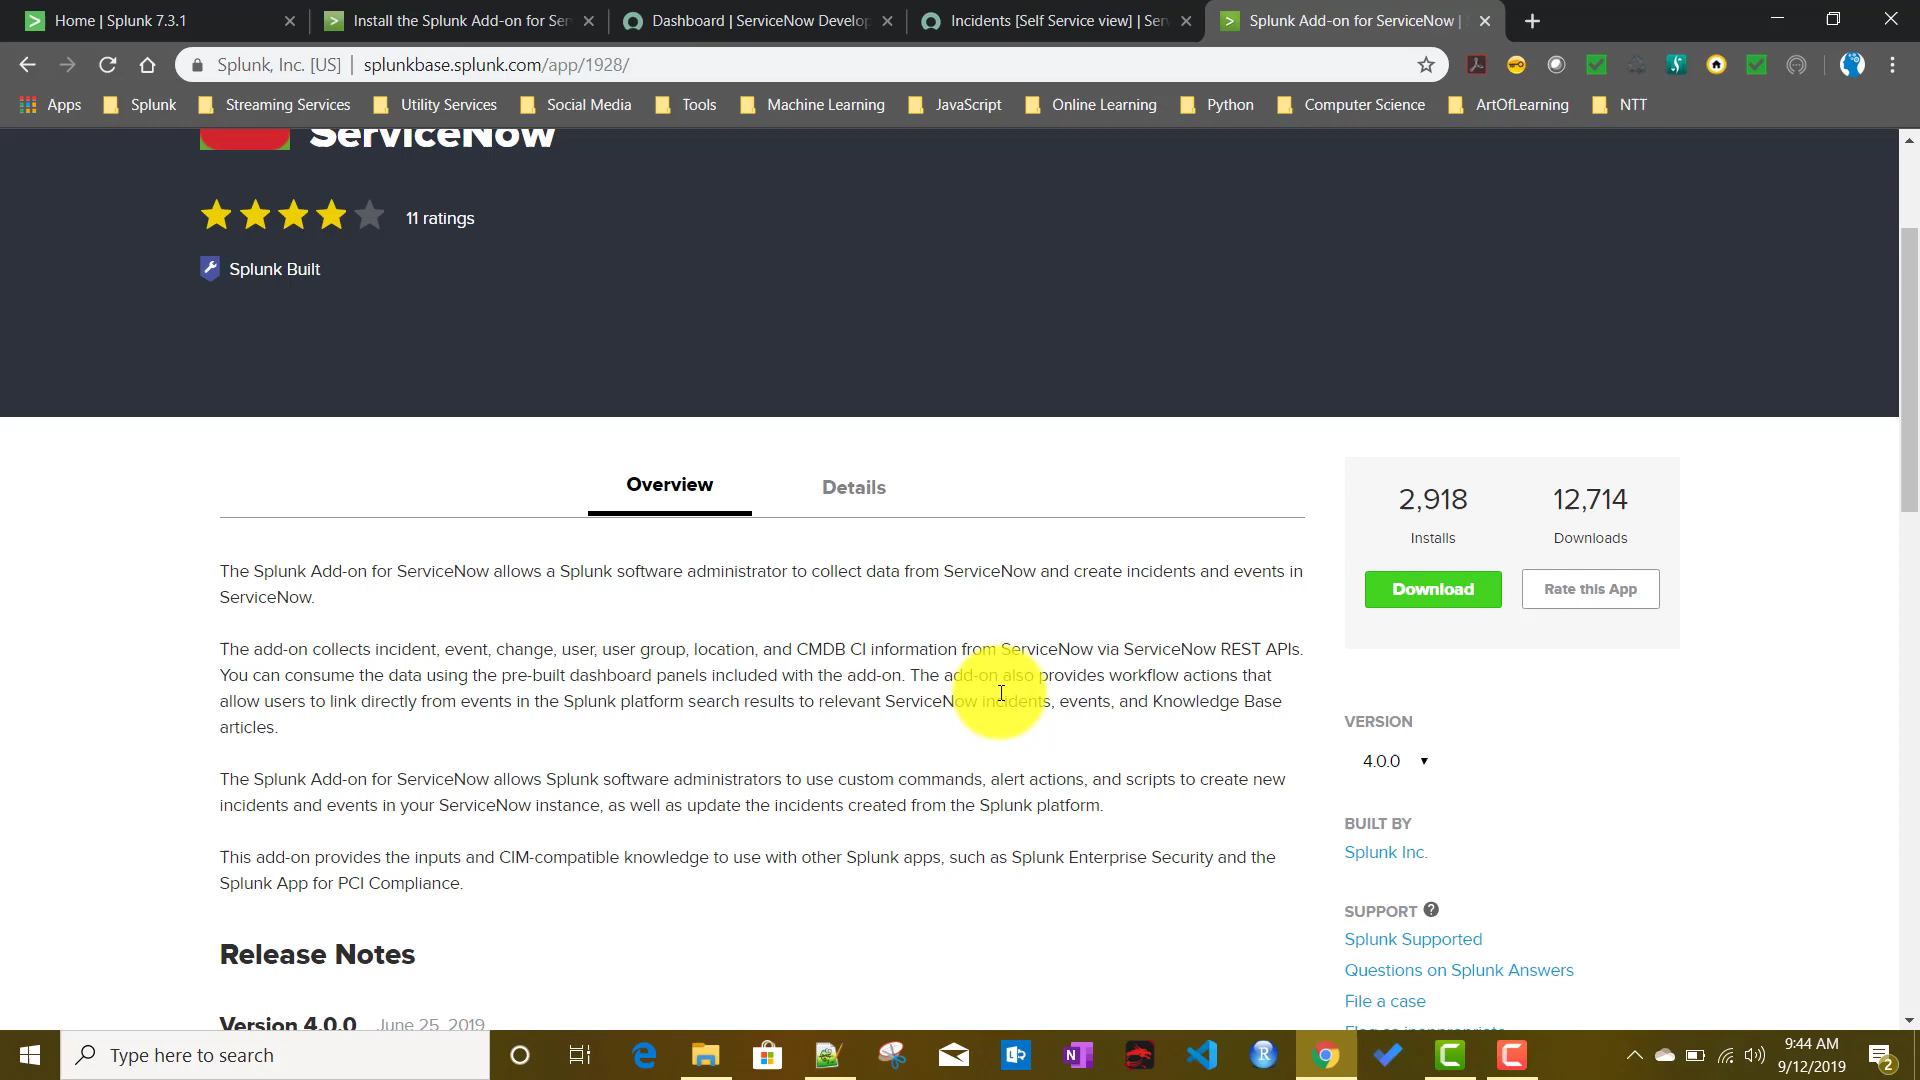 Home | Splunk 7.3.1
Install the Splunk Add-on for Ser
Dashboard | ServiceNow Develop
Incidents [Self Service view] | Ser
Splunk Add-on for ServiceNow |
Splunk, Inc. [US] | splunkbase.splunk.com/app/1928/
Apps Splunk Streaming Services Utility Services Social Media Tools Machine Learning JavaScript Online Learning Python Computer Science ArtOfLearning NTT
ServiceNow
11 ratings
Splunk Built
Overview Details
The Splunk Add-on for ServiceNow allows a Splunk software administrator to collect data from ServiceNow and create incidents and events in
ServiceNow.
The add-on collects incident, event, change, user, user group, location, and CMDB CI information from ServiceNow via ServiceNow REST APIs.
You can consume the data using the pre-built dashboard panels included with the add-on. The add-on also provides workflow actions that
allow users to link directly from events in the Splunk platform search results to relevant ServiceNow incidents, events, and Knowledge Base
articles.
The Splunk Add-on for ServiceNow allows Splunk software administrators to use custom commands, alert actions, and scripts to create new
incidents and events in your ServiceNow instance, as well as update the incidents created from the Splunk platform.
This add-on provides the inputs and CIM-compatible knowledge to use with other Splunk apps, such as Splunk Enterprise Security and the
Splunk App for PCI Compliance.
Release Notes
Version 4.0.0 June 25, 2019
2,918 12,714
Installs Downloads
Download Rate this App
VERSION
4.0.0
BUILT BY
Splunk Inc.
SUPPORT
Splunk Supported
Questions on Splunk Answers
File a case
Type here to search
9:44 AM
9/12/2019
2